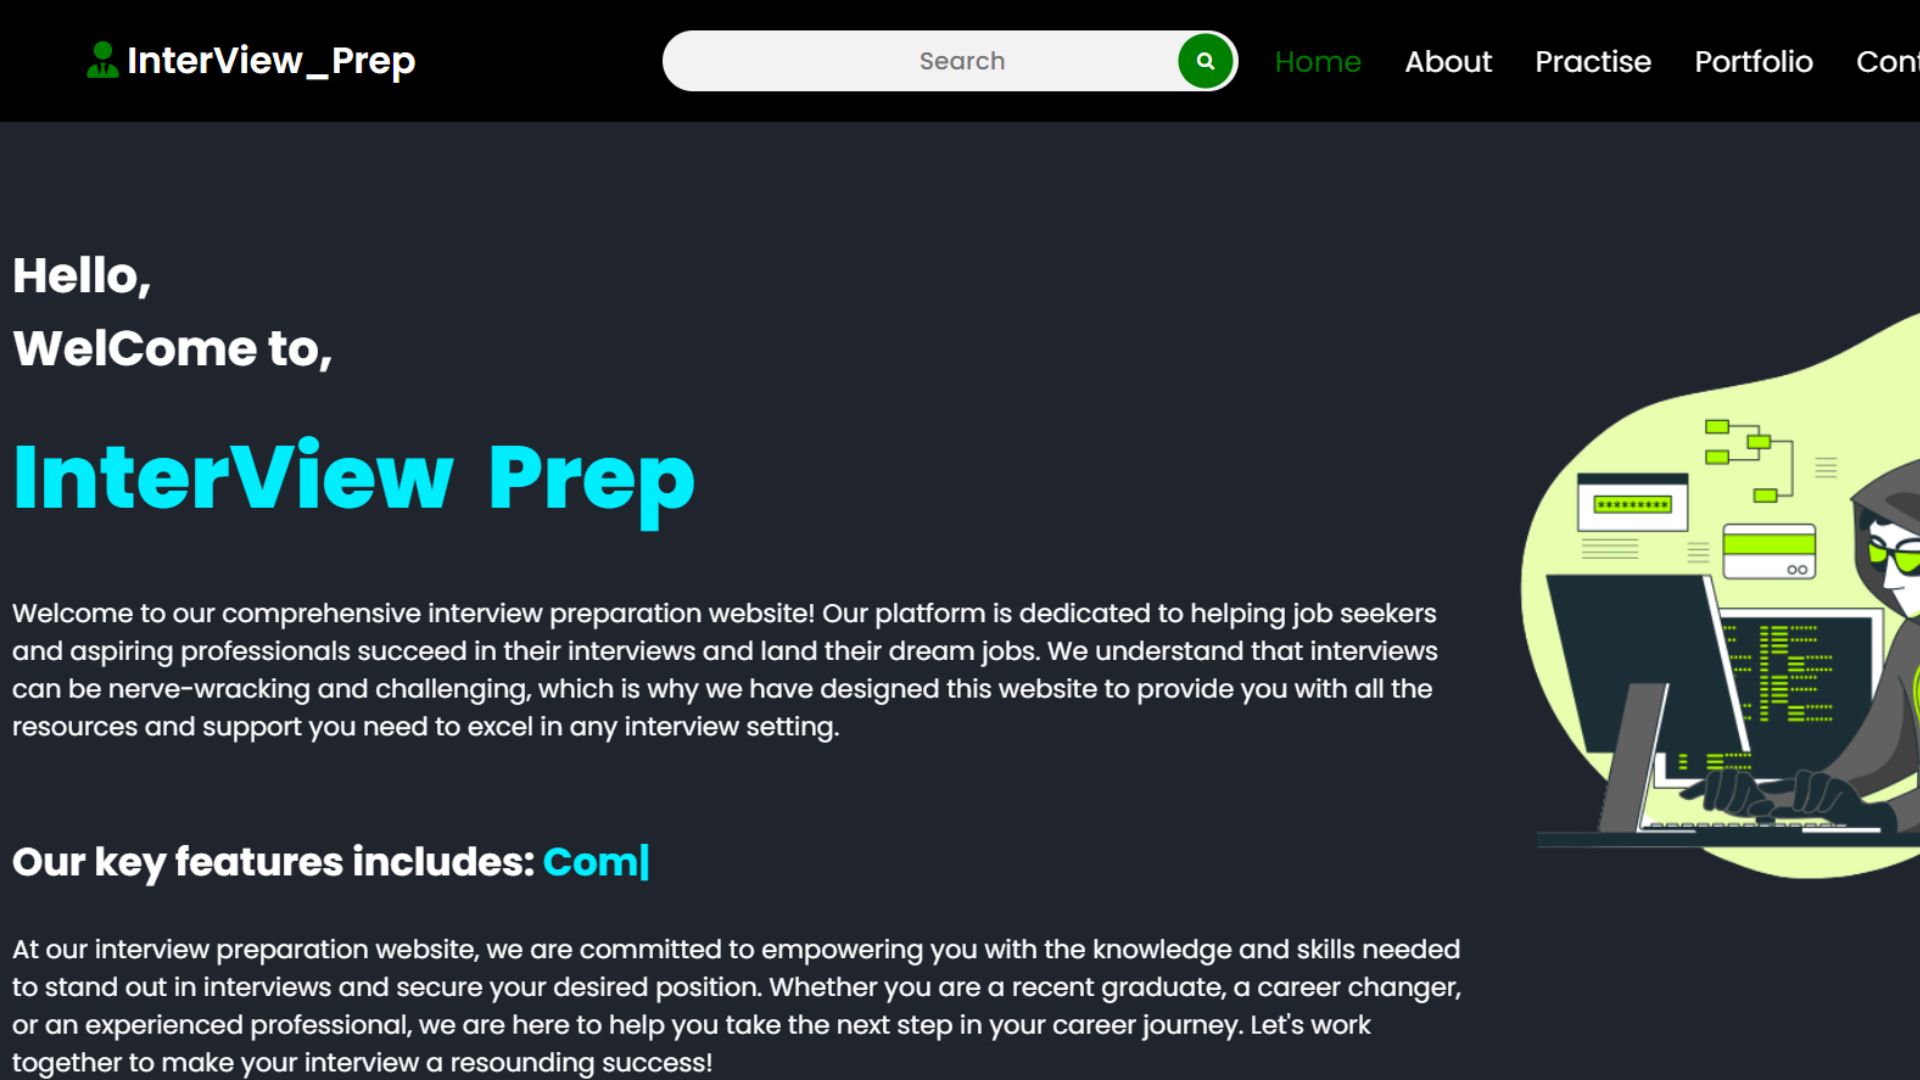 InterView_Prep
Search
Home
About
Practise
Portfolio
Hello,
WelCome to,
InterView Prep
*********
Welcome to our comprehensive interview preparation website! Our platform is dedicated to helping job seekers
and aspiring professionals succeed in their interviews and land their dream jobs. We understand that interviews
can be nerve-wracking and challenging, which is why we have designed this website to provide you with all the
resources and support you need to excel in any interview setting.
Our key features includes: Com|
At our interview preparation website, we are committed to empowering you with the knowledge and skills needed
to stand out in interviews and secure your desired position. Whether you are a recent graduate, a career changer,
or an experienced professional, we are here to help you take the next step in your career journey. Let's work
together to make your interview a resounding success!